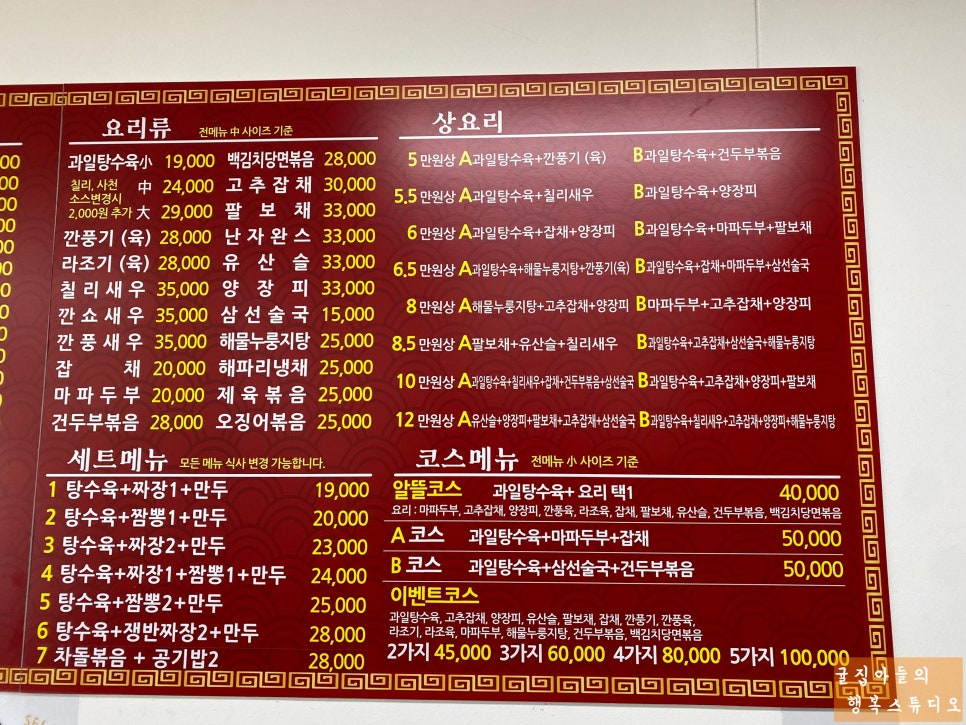 요리류 전메뉴 中 사이즈 기준
과일탕수육小 19,000 백김치당면볶음 28,000
칠리, 사천 소스변경시 2,000원 추가
中 24,000 고추잡채 30,000
大 29,000 팔보채 33,000
깐풍기 (육) 28,000 난자완스 33,000
라조기 (육) 28,000 유산슬 33,000
칠리새우 35,000 양장피 33,000
깐쇼새우 35,000 삼선술국 15,000
깐풍새우 35,000 해물누룽지탕 25,000
잡채 20,000 해파리냉채 25,000
마파두부 20,000 제육볶음 25,000
건두부볶음 28,000 오징어볶음 25,000
상요리
5 만원상 A과일탕수육+깐풍기 (육) B과일탕수육+건두부볶음
5.5 만원상 A과일탕수육+칠리새우 B과일탕수육+양장피
6 만원상 A과일탕수육+잡채+양장피 B과일탕수육+마파두부+팔보채
6,5 만원상 A과일탕수육+해물누룽지탕+깐풍기(육) B과일탕수육+잡채+마파두부+삼선술국
8 만원상 A해물누룽지탕+고추잡채+양장피 B마파두부+고추잡채+양장피
8.5 만원상 A팔보채+유산슬+칠리새우 B과일탕수육+고추잡채+삼선술국+해물누룽지탕
10 만원상 A과일탕수육+칠리새우+잡채+건두부볶음+삼선술국 B과일탕수육+고추잡채+양장피+팔보채
12 만원상 A유산슬+양장피+팔보채+고추잡채+삼선술국 B과일탕수육+칠리새우+고추잡채+양장피+해물누룽지탕
세트메뉴 모든 메뉴 식사 변경 가능합니다.
1 탕수육+짜장1+만두 19,000
2 탕수육+짬뽕1+만두 20,000
3 탕수육+짜장2+만두 23,000
4 탕수육+짜장1+짬뽕1+만두 24,000
5 탕수육+짬뽕2+만두 25,000
6 탕수육+쟁반짜장2+만두 28,000
7 차돌볶음 + 공기밥2 28,000
코스메뉴 전메뉴 小 사이즈 기준
알뜰코스 과일탕수육+ 요리 택1 40,000
요리 : 마파두부, 고추잡채, 양장피, 깐풍육, 라조육, 잡채, 팔보채, 유산슬, 건두부볶음, 백김치당면볶음
A 코스 과일탕수육+마파두부+잡채 50,000
B 코스 과일탕수육+삼선술국+건두부볶음 50,000
이벤트코스
과일탕수육, 고추잡채, 양장피, 유산슬, 팔보채, 잡채, 깐풍기, 깐풍육,
라조기, 라조육, 마파두부, 해물누룽지탕, 건두부볶음, 백김치당면볶음
2가지 45,000 3가지 60,000 4가지 80,000 5가지 100,000
굴집아들의
행복스튜디오